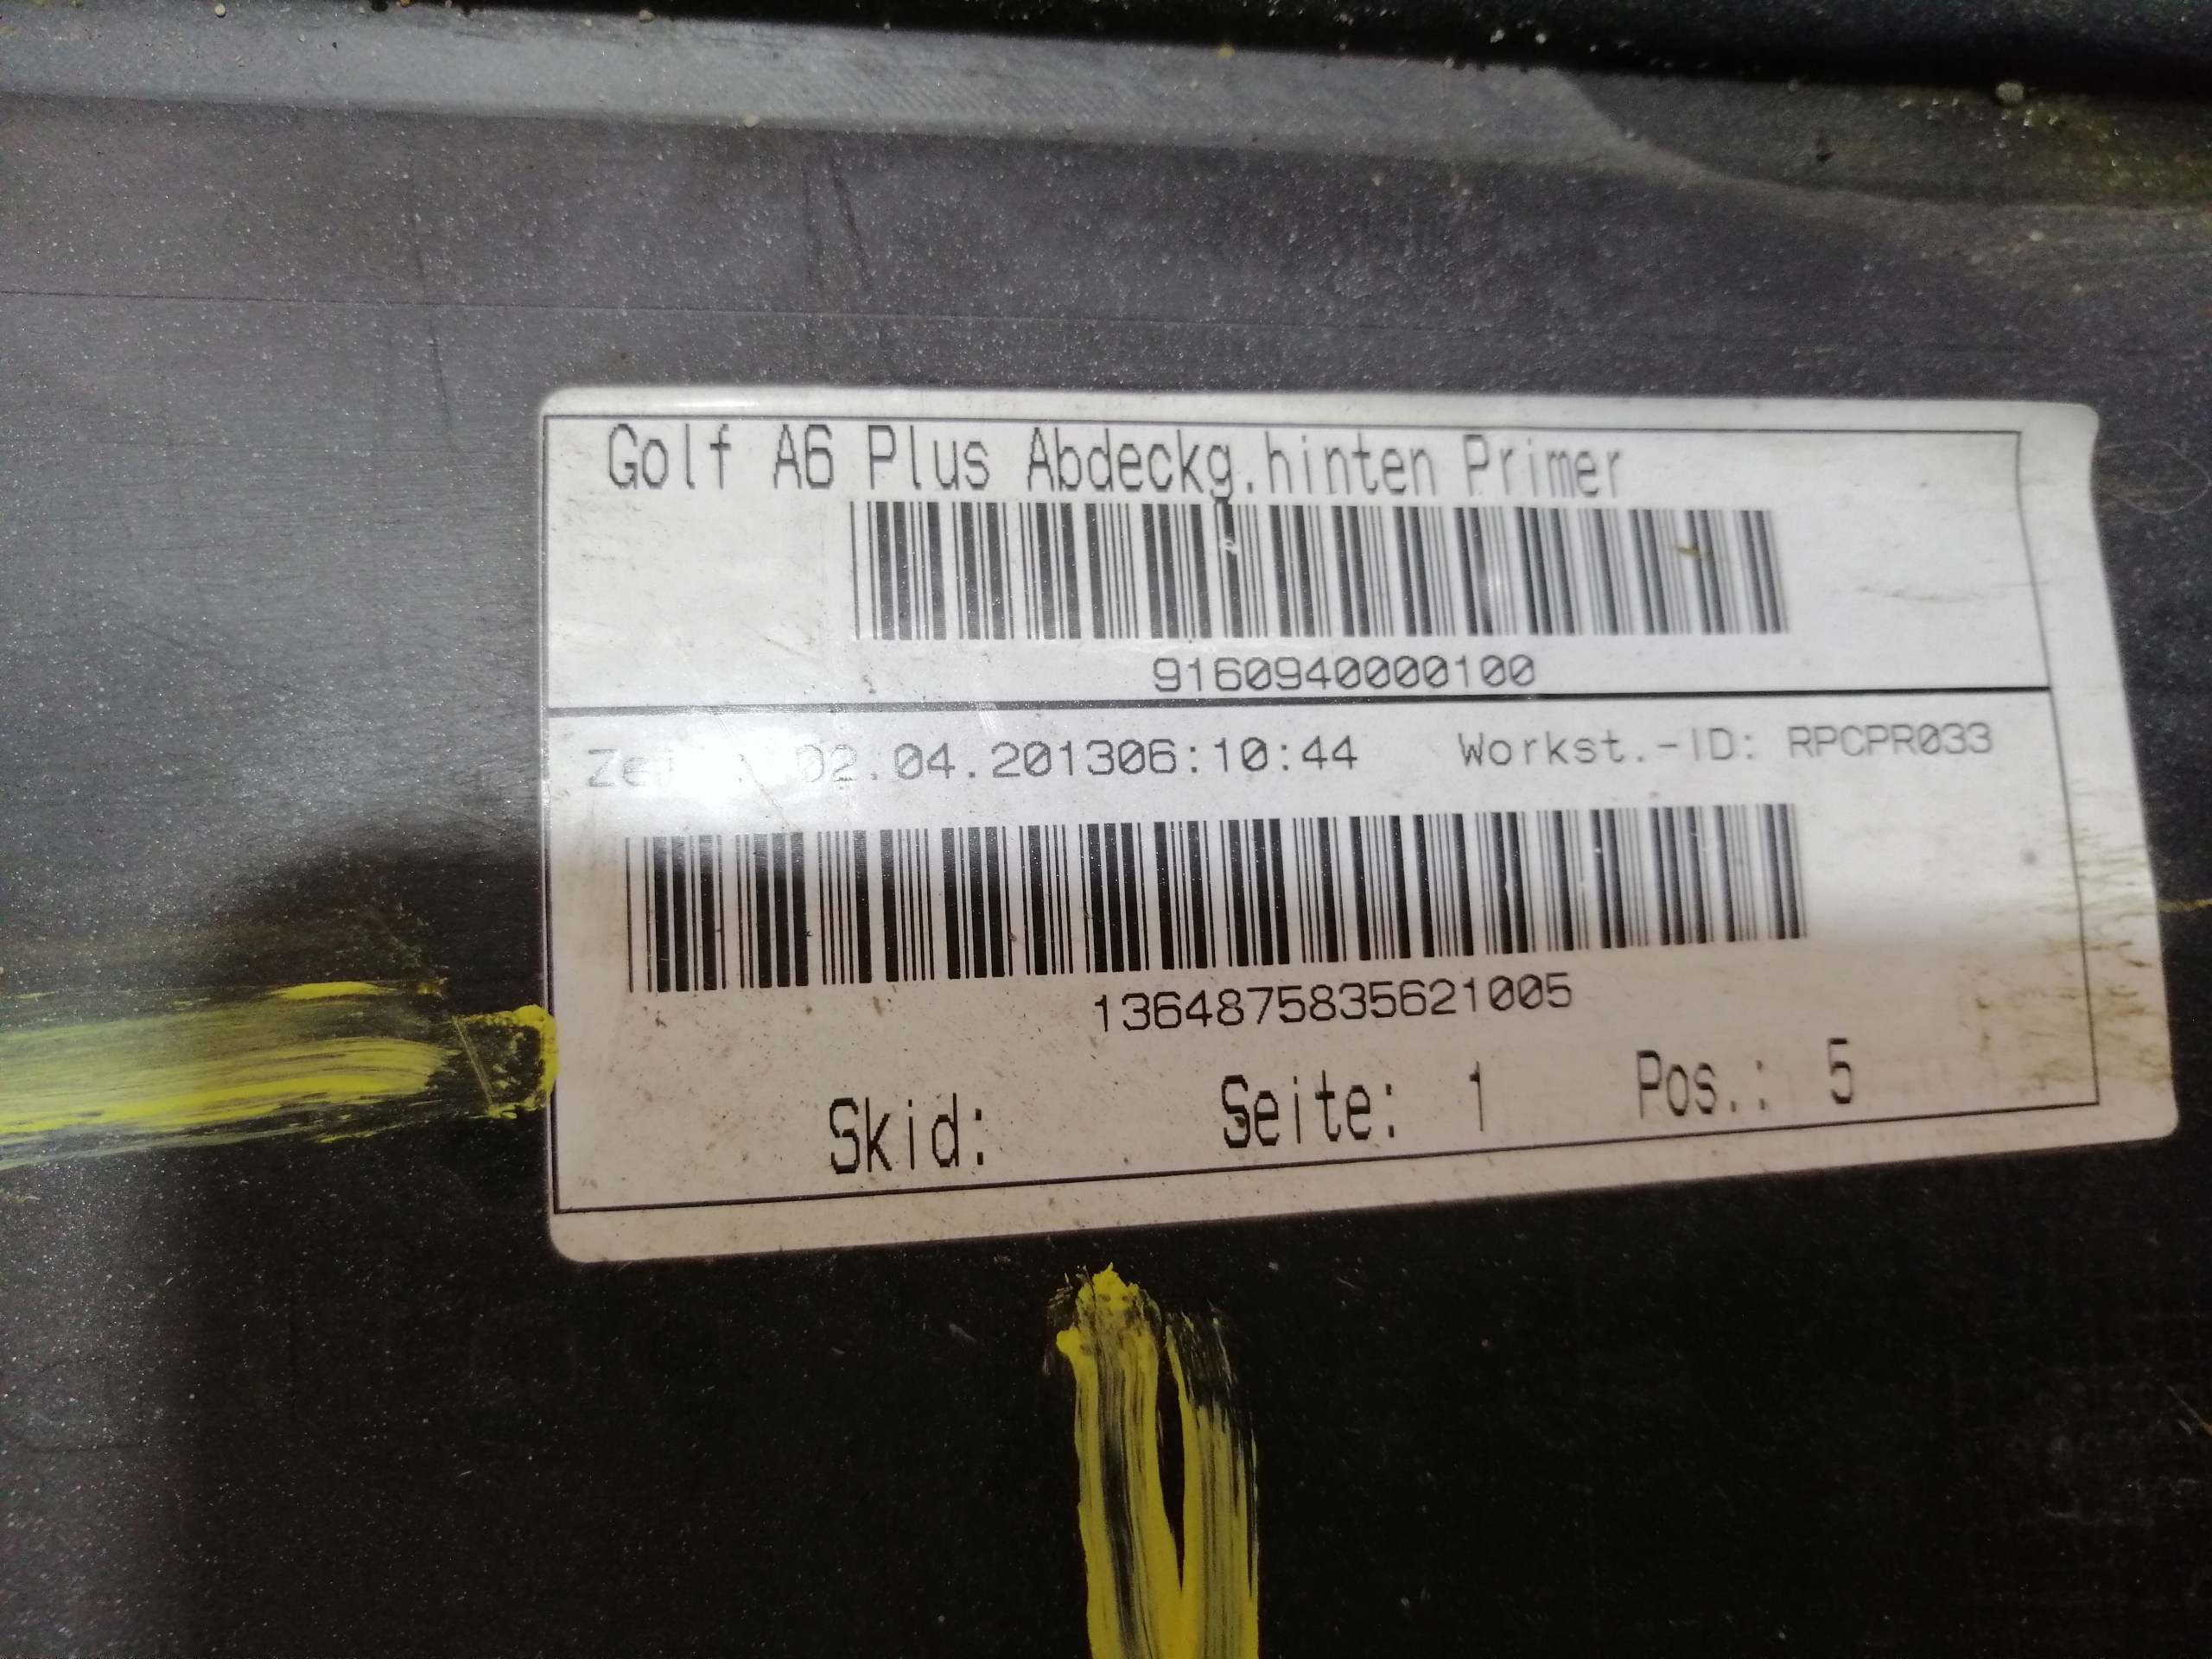 Golf A6 Plus Abdeckg.hinten Primer
9160940000100
02.04.201306:10:44 Workst.-ID: RPCPR033
1364875835621005
Skid: Seite: 1 Pos.: 5